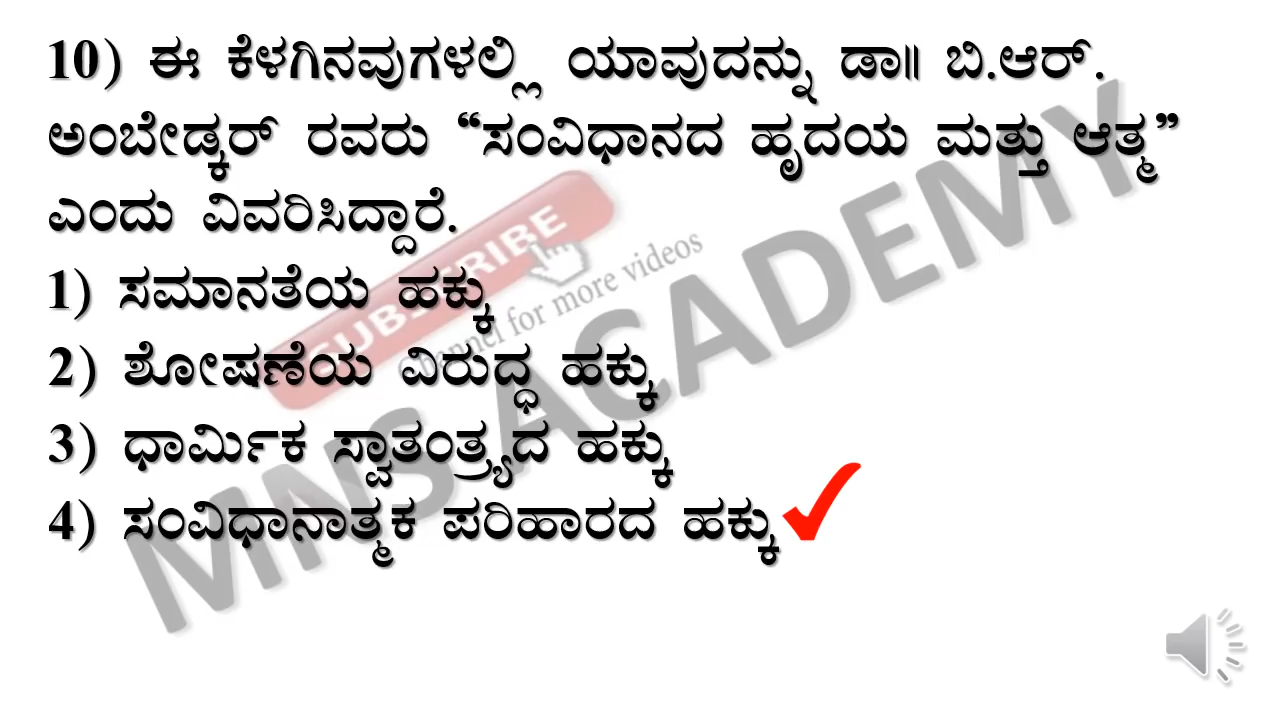 10) ಈ ಕೆಳಗಿನವುಗಳಲ್ಲಿ ಯಾವುದನ್ನು ಡಾ॥ ಬಿ.ಆರ್.
ಅಂಬೇಡ್ಕರ್ ರವರು “ಸಂವಿಧಾನದ ಹೃದಯ ಮತ್ತು ಆತ್ಮ”
ಎಂದು ವಿವರಿಸಿದ್ದಾರೆ.
1) ಸಮಾನತೆಯ ಹಕ್ಕು
2) ಶೋಷಣೆಯ ವಿರುದ್ಧ ಹಕ್ಕು
3) ಧಾರ್ಮಿಕ ಸ್ವಾತಂತ್ರ್ಯದ ಹಕ್ಕು
4) ಸಂವಿಧಾನಾತ್ಮಕ ಪರಿಹಾರದ ಹಕ್ಕು
SUBSCRIBE
Channel for more videos
MNS ACADEMY